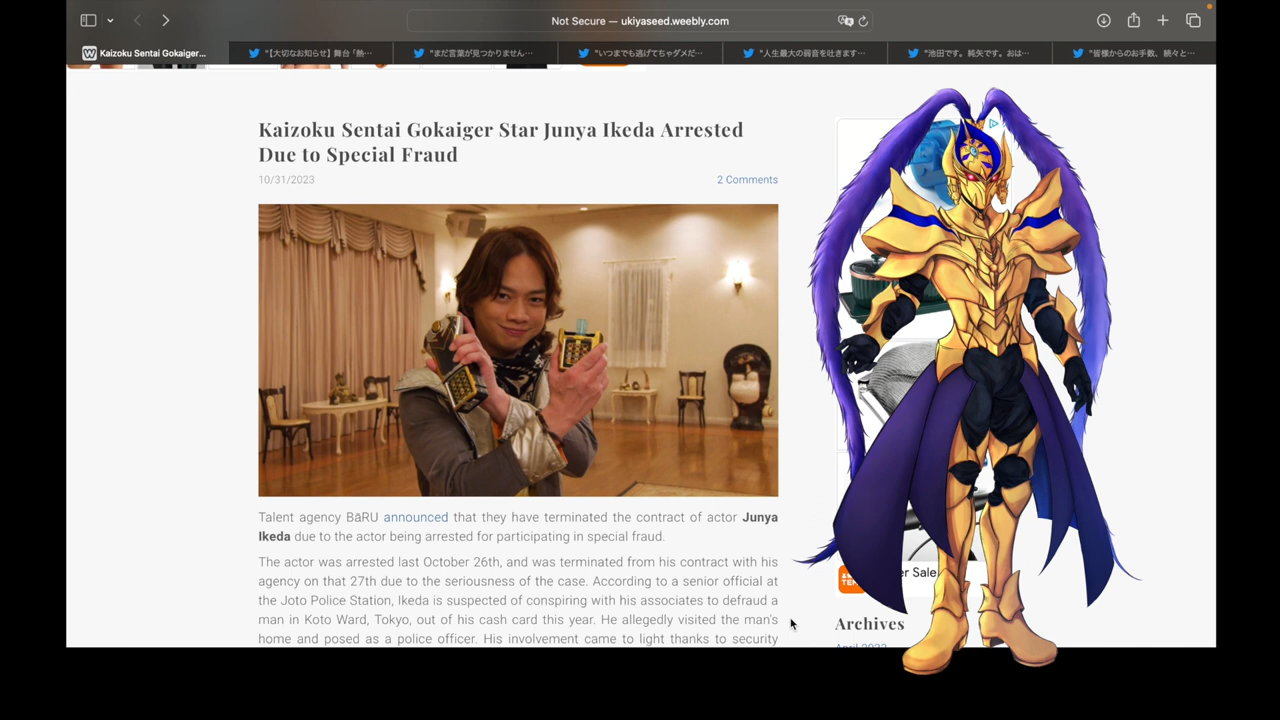 Not Secure — ukiyaseed.weebly.com
Kaizoku Sentai Gokaiger...
"【大切なお知らせ】舞台「熱…
"まだ言葉が見つかりません…
"いつまでも逃げてちゃダメだ…
"人生最大の弱音を吐きます…
"池田です。純矢です。おは…
"皆様からのお手数、続々と…
Kaizoku Sentai Gokaiger Star Junya Ikeda Arrested
Due to Special Fraud
10/31/2023
2 Comments
Talent agency BāRU announced that they have terminated the contract of actor Junya
Ikeda due to the actor being arrested for participating in special fraud.
The actor was arrested last October 26th, and was terminated from his contract with his
agency on that 27th due to the seriousness of the case. According to a senior official at
the Joto Police Station, Ikeda is suspected of conspiring with his associates to defraud a
man in Koto Ward, Tokyo, out of his cash card this year. He allegedly visited the man's
home and posed as a police officer. His involvement came to light thanks to security
er Sale
Archives